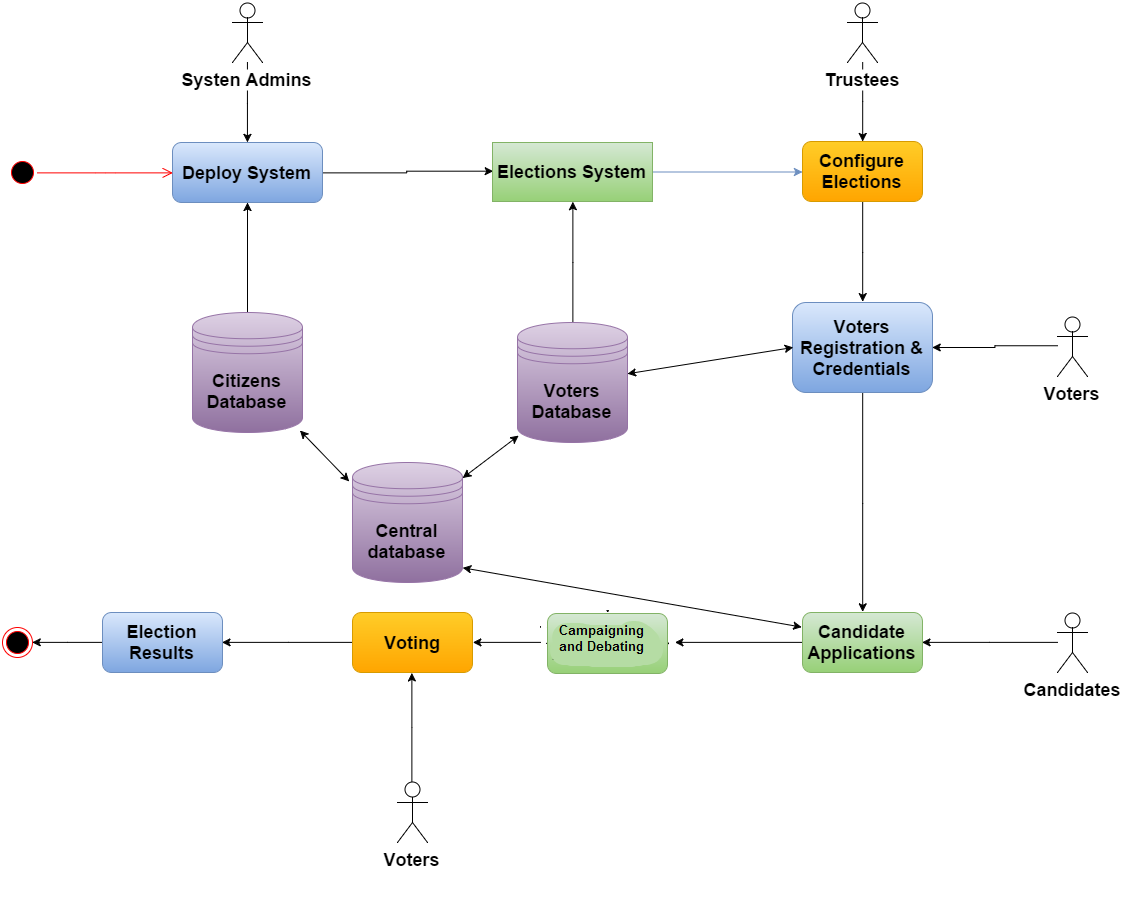 Systen Admins
Trustees
Deploy System
Elections System
Configure
Elections
Citizens
Database
Voters
Database
Voters
Registration &
Credentials
Voters
Central
database
Election
Results
Voting
Campaigning
and Debating
Candidate
Applications
Candidates
Voters